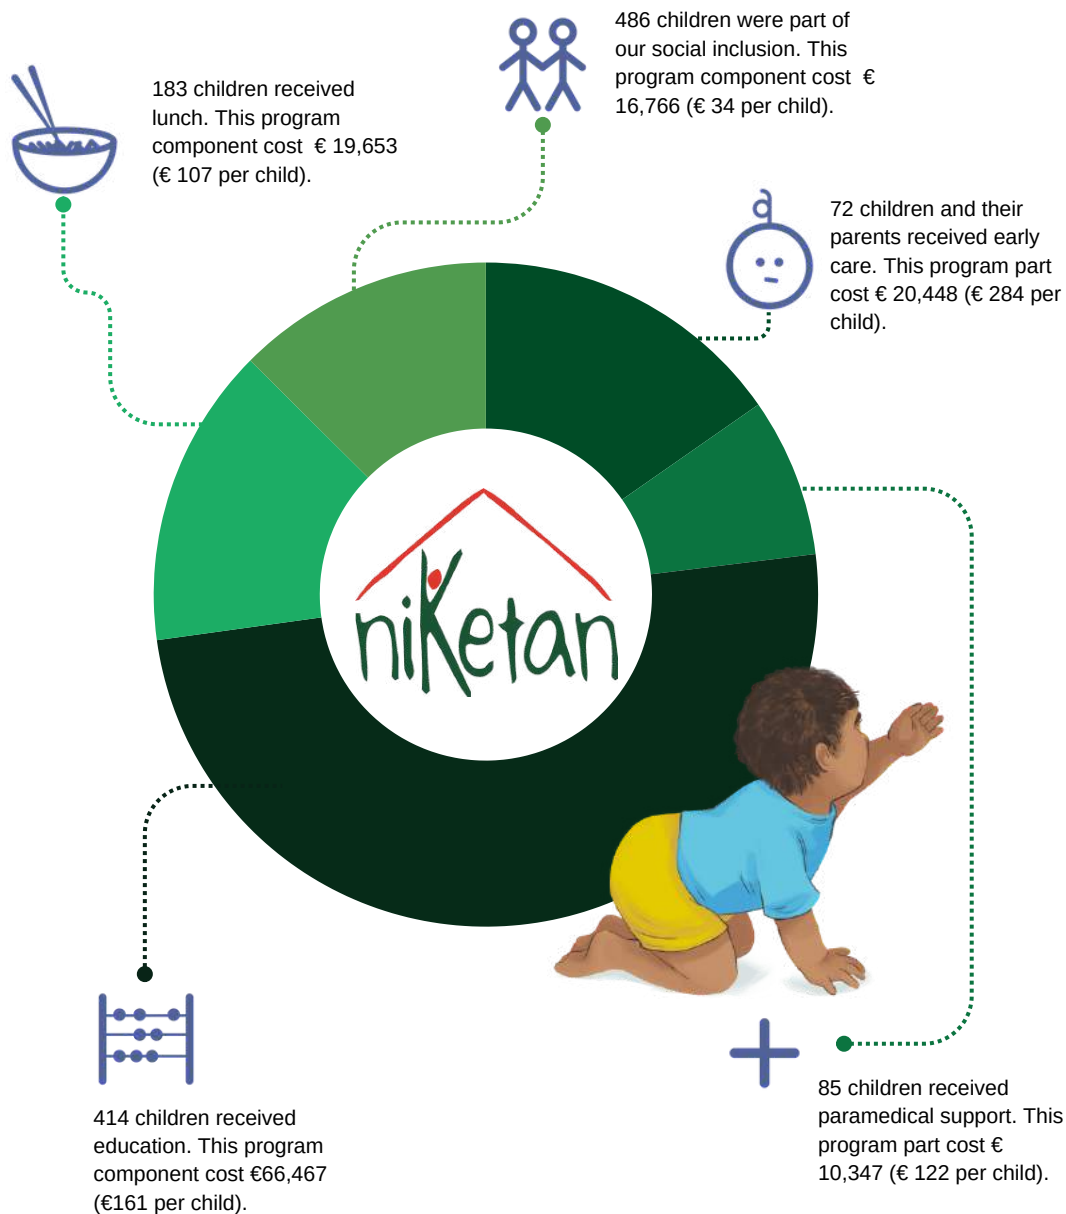 486 children were part of
our social inclusion. This
program component cost €
16,766 (€ 34 per child).
183 children received
lunch. This program
component cost € 19,653
(€ 107 per child).
72 children and their
parents received early
care. This program part
cost € 20,448 (€ 284 per
child).
niketan
414 children received
education. This program
component cost €66,467
(€161 per child).
85 children received
paramedical support. This
program part cost €
10,347 (€ 122 per child).